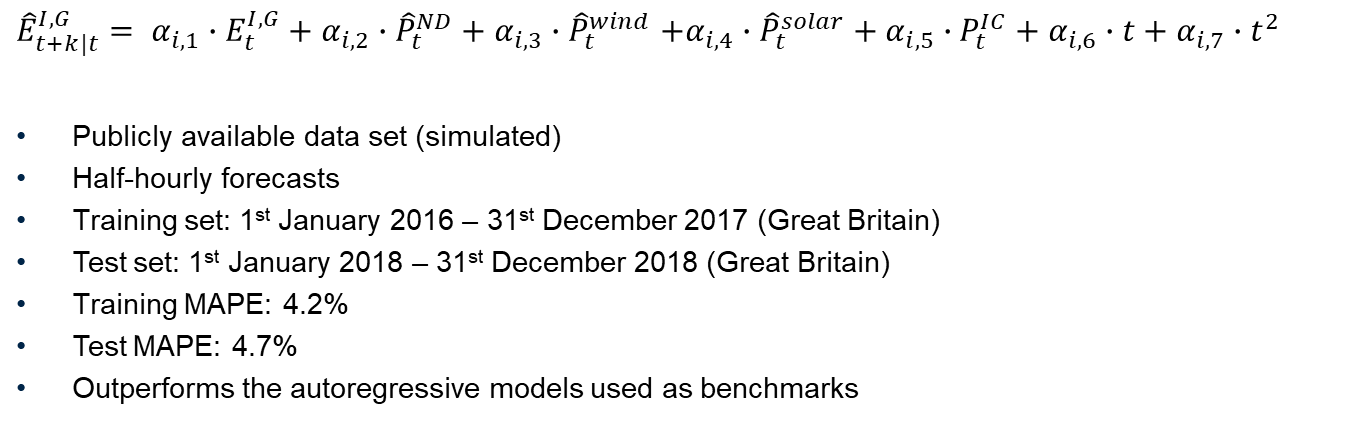 Ê^{I,G}_{t+k|t} = α_{i,1} · E^{I,G}_t + α_{i,2} · P̂^{ND}_t + α_{i,3} · P̂^{wind}_t +α_{i,4} · P̂^{solar}_t + α_{i,5} · P^{IC}_t + α_{i,6} · t + α_{i,7} · t²
• Publicly available data set (simulated)
• Half-hourly forecasts
• Training set: 1st January 2016 – 31st December 2017 (Great Britain)
• Test set: 1st January 2018 – 31st December 2018 (Great Britain)
• Training MAPE: 4.2%
• Test MAPE: 4.7%
• Outperforms the autoregressive models used as benchmarks